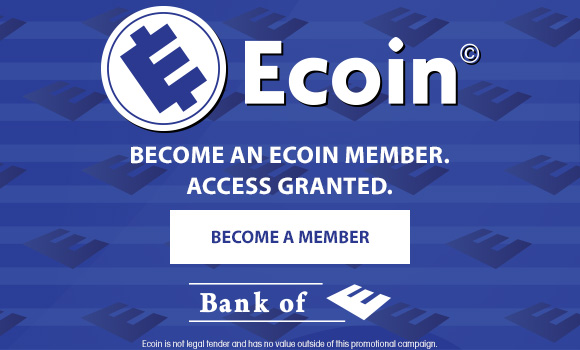 Ecoin©
BECOME AN ECOIN MEMBER.
ACCESS GRANTED.
BECOME A MEMBER
Bank of E
Ecoin is not legal tender and has no value outside of this promotional campaign.